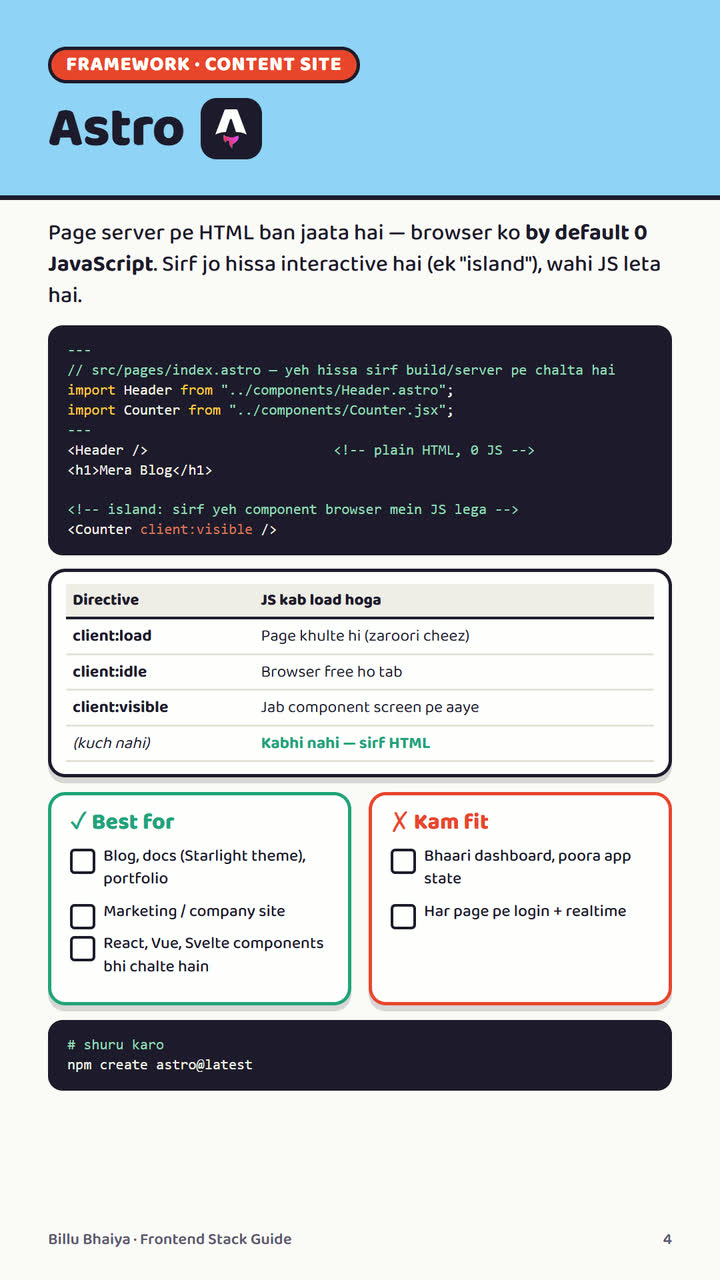 FRAMEWORK · CONTENT SITE
Astro
Page server pe HTML ban jaata hai — browser ko by default 0
JavaScript. Sirf jo hissa interactive hai (ek "island"), wahi JS leta
hai.
---
// src/pages/index.astro — yeh hissa sirf build/server pe chalta hai
import Header from "../components/Header.astro";
import Counter from "../components/Counter.jsx";
---
<Header />                        <!-- plain HTML, 0 JS -->
<h1>Mera Blog</h1>
<!-- island: sirf yeh component browser mein JS lega -->
<Counter client:visible />
Directive JS kab load hoga
client:load Page khulte hi (zaroori cheez)
client:idle Browser free ho tab
client:visible Jab component screen pe aaye
(kuch nahi) Kabhi nahi — sirf HTML
✓ Best for
Blog, docs (Starlight theme),
portfolio
Marketing / company site
React, Vue, Svelte components
bhi chalte hain
✗ Kam fit
Bhaari dashboard, poora app
state
Har page pe login + realtime
# shuru karo
npm create astro@latest
Billu Bhaiya · Frontend Stack Guide
4